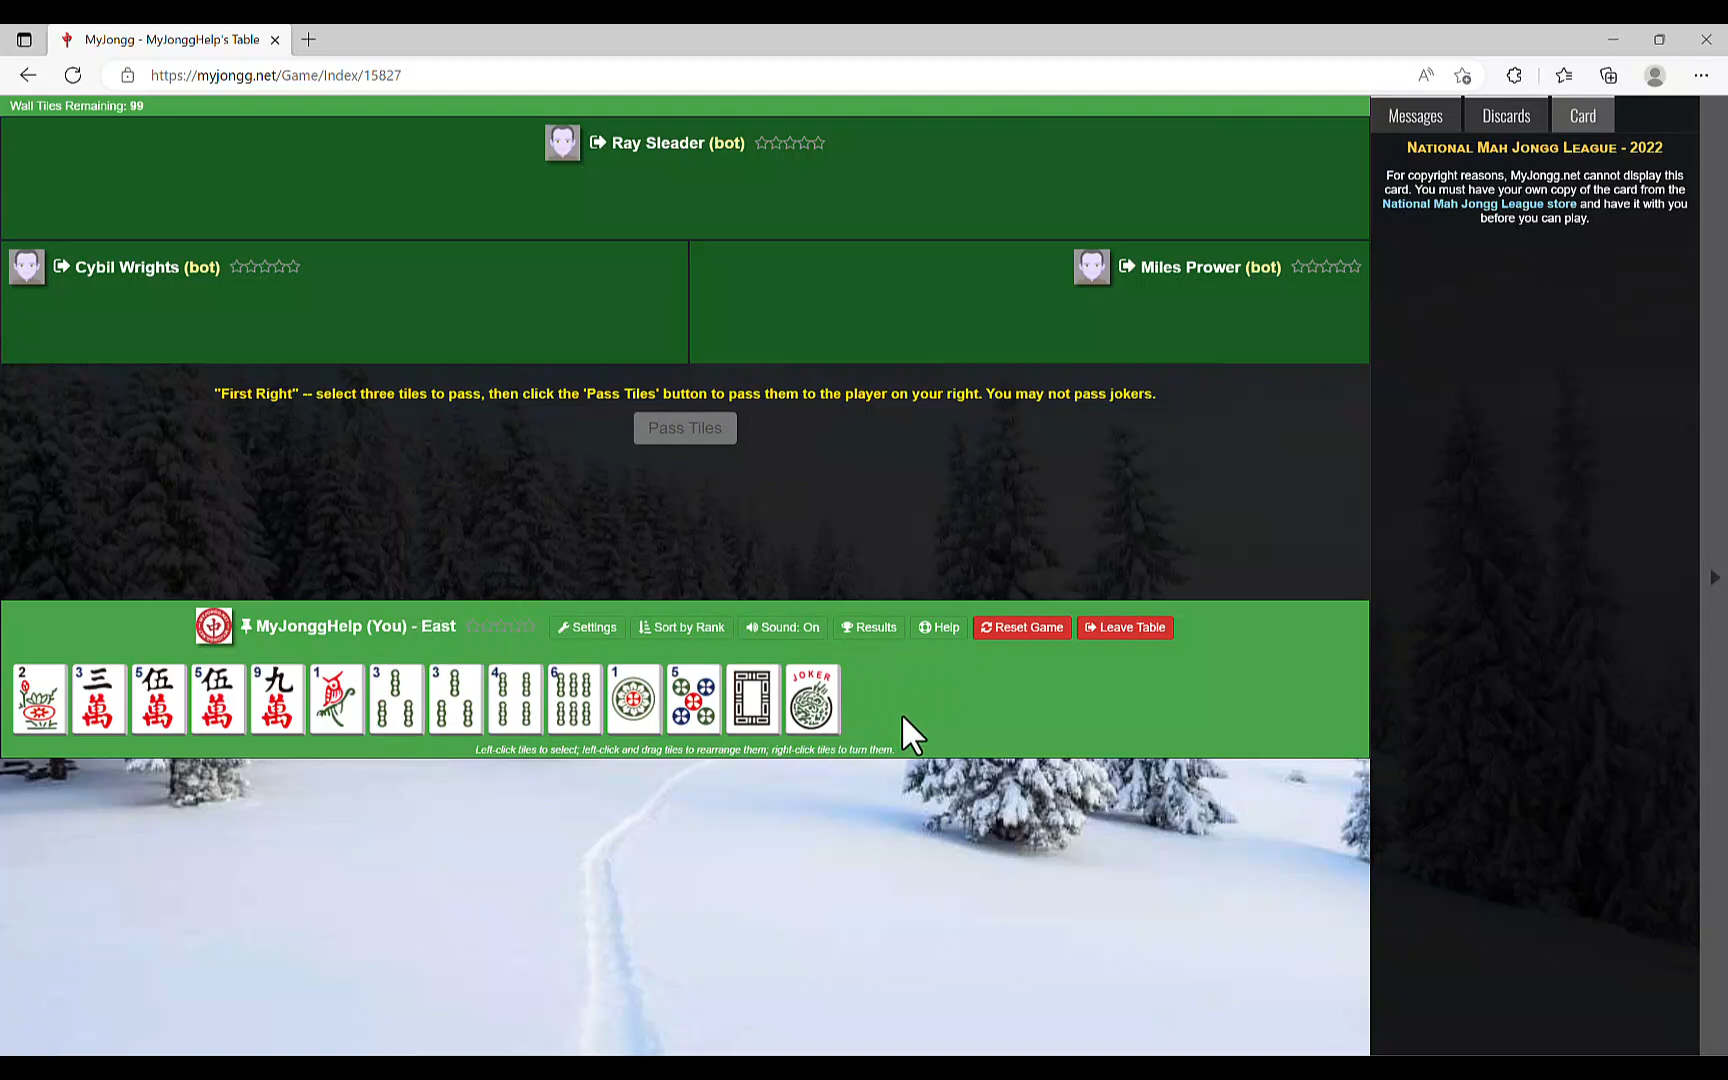 MyJongg - MyJonggHelp's Table
https://myjongg.net/Game/Index/15827
Wall Tiles Remaining: 99
Ray Sleader (bot)
Cybil Wrights (bot)
Miles Prower (bot)
"First Right" -- select three tiles to pass, then click the 'Pass Tiles' button to pass them to the player on your right. You may not pass jokers.
Pass Tiles
MyJonggHelp (You) - East
Settings
Sort by Rank
Sound: On
Results
Help
Reset Game
Leave Table
2
3 三萬
5 伍萬
5 伍萬
9 九萬
1
3
3
4
6
1
5
JOKER
Left-click tiles to select; left-click and drag tiles to rearrange them; right-click tiles to turn them.
Messages
Discards
Card
National Mah Jongg League - 2022
For copyright reasons, MyJongg.net cannot display this
card. You must have your own copy of the card from the
National Mah Jongg League store and have it with you
before you can play.